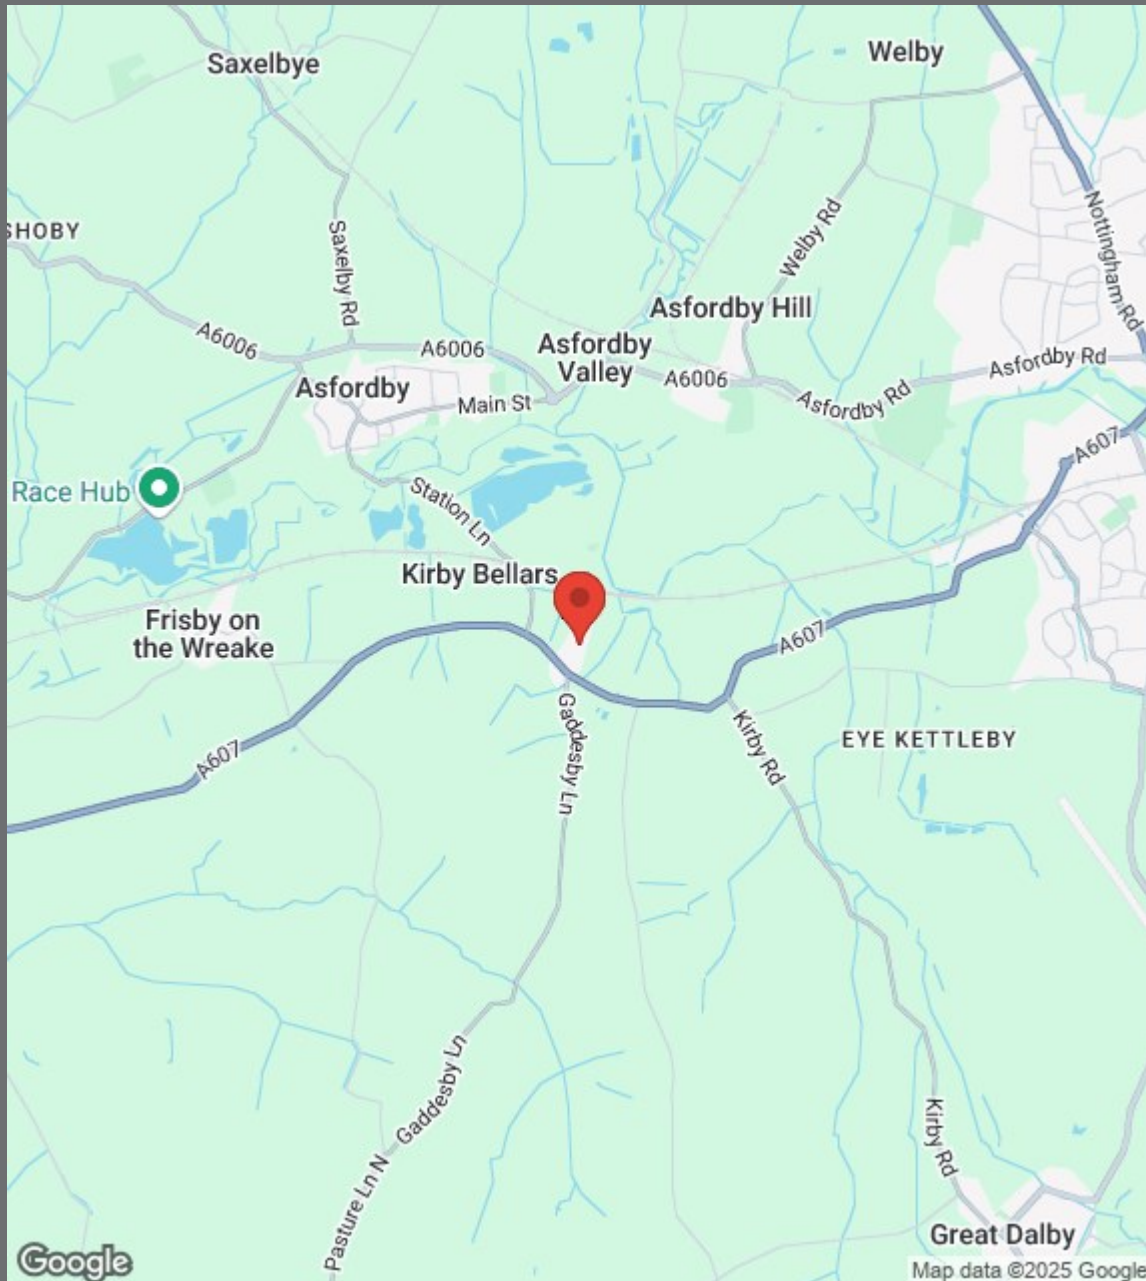 Saxelbye
Welby
SHOBY
Saxelby Rd
Welby Rd
Nottingham Rd
Asfordby Hill
A6006
A6006
Asfordby
Valley
A6006
Asfordby Rd
Asfordby
Main St
Asfordby Rd
A607
Race Hub
Station Ln
Kirby Bellars
Frisby on
the Wreake
A607
Gaddesby Ln
Kirby Rd
EYE KETTLEBY
A607
Gaddesby Ln
Kirby Rd
Pasture Ln N
Great Dalby
Google
Map data ©2025 Google